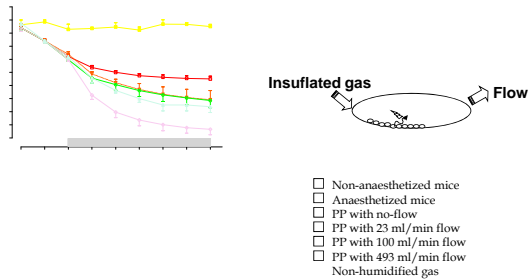 Insuflated gas
Flow
Non-anaesthetized mice
Anaesthetized mice
PP with no-flow
PP with 23 ml/min flow
PP with 100 ml/min flow
PP with 493 ml/min flow
Non-humidified gas